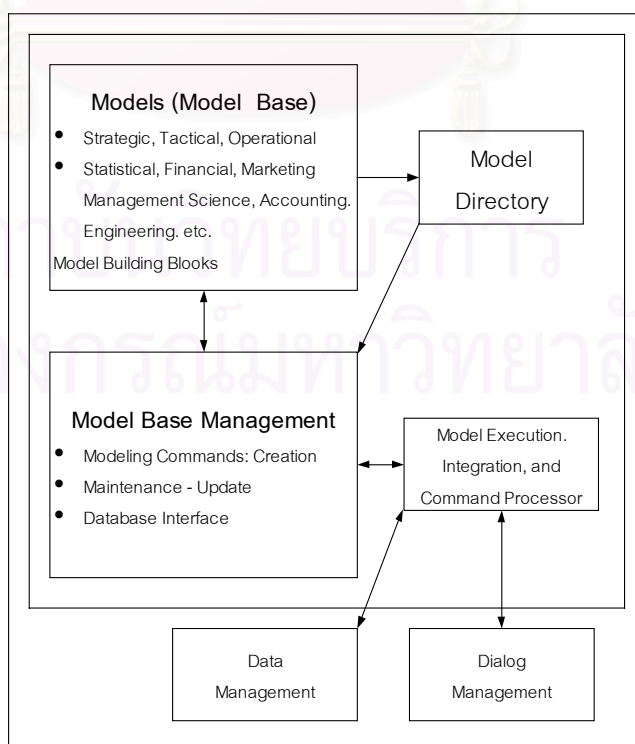 Models (Model Base)
• Strategic, Tactical, Operational
• Statistical, Financial, Marketing
Management Science, Accounting.
Engineering. etc.
Model Building Blooks
Model
Directory
Model Base Management
• Modeling Commands: Creation
• Maintenance - Update
• Database Interface
Model Execution.
Integration, and
Command Processor
Data
Management
Dialog
Management